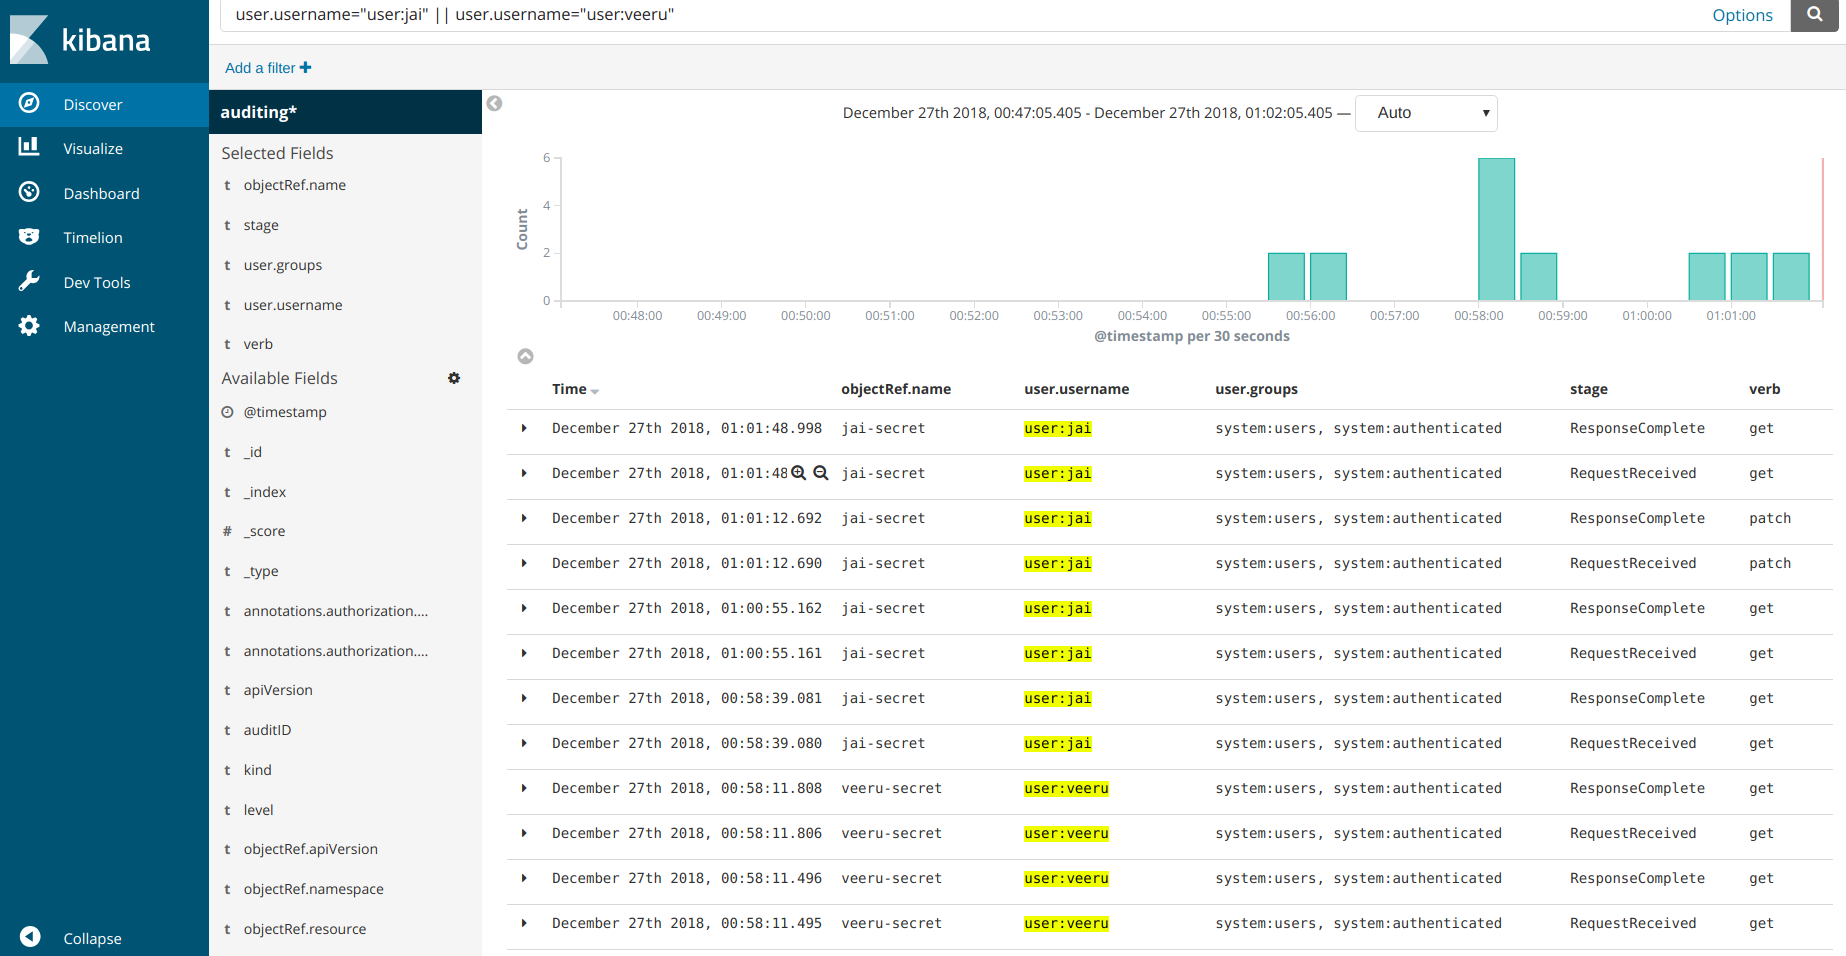 user.username="user:jai" || user.username="user:veeru"
Options
kibana
Add a filter
Discover
Visualize
Dashboard
Timelion
Dev Tools
Management
Collapse
auditing*
Selected Fields
t objectRef.name
t stage
t user.groups
t user.username
t verb
Available Fields
@timestamp
t _id
t _index
# _score
t _type
t annotations.authorization....
t annotations.authorization....
t apiVersion
t auditID
t kind
t level
t objectRef.apiVersion
t objectRef.namespace
t objectRef.resource
December 27th 2018, 00:47:05.405 - December 27th 2018, 01:02:05.405 — Auto
6
4
2
0
Count
00:48:00 00:49:00 00:50:00 00:51:00 00:52:00 00:53:00 00:54:00 00:55:00 00:56:00 00:57:00 00:58:00 00:59:00 01:00:00 01:01:00
@timestamp per 30 seconds
Time objectRef.name user.username user.groups stage verb
December 27th 2018, 01:01:48.998 jai-secret user:jai system:users, system:authenticated ResponseComplete get
December 27th 2018, 01:01:48 jai-secret user:jai system:users, system:authenticated RequestReceived get
December 27th 2018, 01:01:12.692 jai-secret user:jai system:users, system:authenticated ResponseComplete patch
December 27th 2018, 01:01:12.690 jai-secret user:jai system:users, system:authenticated RequestReceived patch
December 27th 2018, 01:00:55.162 jai-secret user:jai system:users, system:authenticated ResponseComplete get
December 27th 2018, 01:00:55.161 jai-secret user:jai system:users, system:authenticated RequestReceived get
December 27th 2018, 00:58:39.081 jai-secret user:jai system:users, system:authenticated ResponseComplete get
December 27th 2018, 00:58:39.080 jai-secret user:jai system:users, system:authenticated RequestReceived get
December 27th 2018, 00:58:11.808 veeru-secret user:veeru system:users, system:authenticated ResponseComplete get
December 27th 2018, 00:58:11.806 veeru-secret user:veeru system:users, system:authenticated RequestReceived get
December 27th 2018, 00:58:11.496 veeru-secret user:veeru system:users, system:authenticated ResponseComplete get
December 27th 2018, 00:58:11.495 veeru-secret user:veeru system:users, system:authenticated RequestReceived get